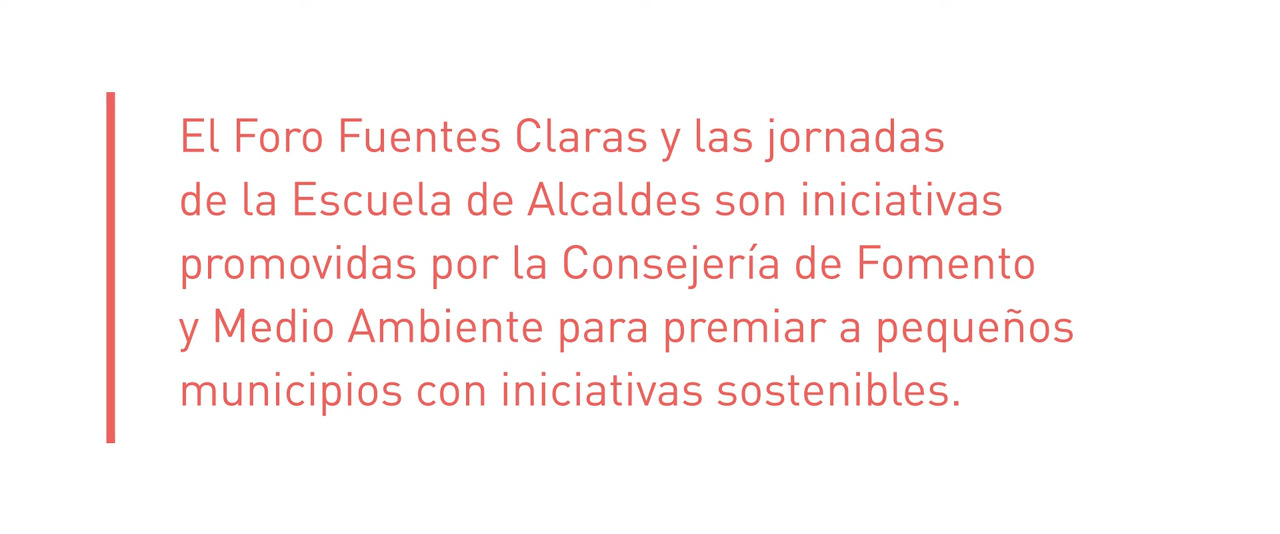 El Foro Fuentes Claras y las jornadas
de la Escuela de Alcaldes son iniciativas
promovidas por la Consejería de Fomento
y Medio Ambiente para premiar a pequeños
municipios con iniciativas sostenibles.